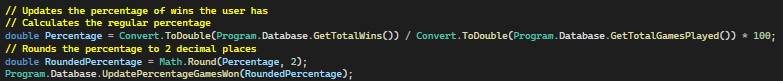 // Updates the percentage of wins the user has
// Calculates the regular percentage
double Percentage = Convert.ToDouble(Program.Database.GetTotalWins()) / Convert.ToDouble(Program.Database.GetTotalGamesPlayed()) * 100;
// Rounds the percentage to 2 decimal places
double RoundedPercentage = Math.Round(Percentage, 2);
Program.Database.UpdatePercentageGamesWon(RoundedPercentage);